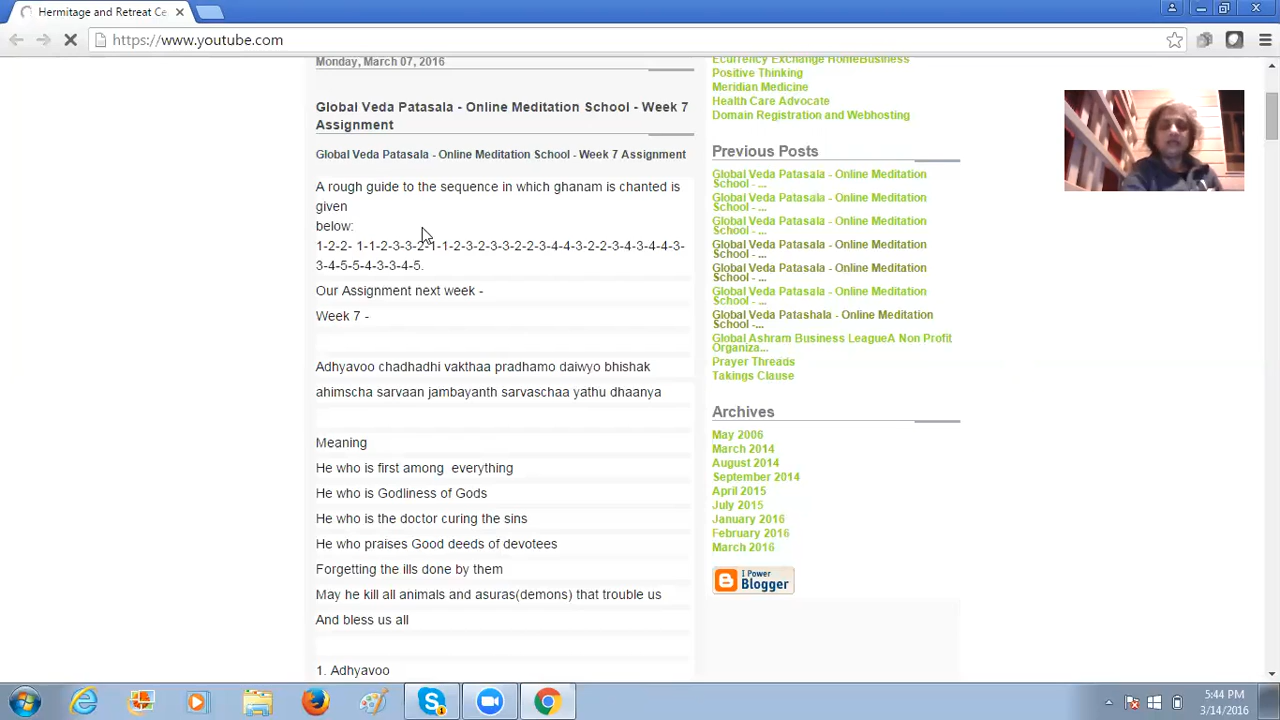 Hermitage and Retreat Ce
https://www.youtube.com
Monday, March 07, 2016
Global Veda Patasala - Online Meditation School - Week 7
Assignment
Global Veda Patasala - Online Meditation School - Week 7 Assignment
A rough guide to the sequence in which ghanam is chanted is
given
below:
1-2-2- 1-1-2-3-3-2-1-1-2-3-2-3-3-2-2-3-4-4-3-2-2-3-4-3-4-4-3-
3-4-5-5-4-3-3-4-5.
Our Assignment next week -
Week 7 -
Adhyavoo chadhadhi vakthaa pradhamo daiwyo bhishak
ahimscha sarvaan jambayanth sarvaschaa yathu dhaanya
Meaning
He who is first among everything
He who is Godliness of Gods
He who is the doctor curing the sins
He who praises Good deeds of devotees
Forgetting the ills done by them
May he kill all animals and asuras(demons) that trouble us
And bless us all
1. Adhyavoo
Ecurrency Exchange HomeBusiness
Positive Thinking
Meridian Medicine
Health Care Advocate
Domain Registration and Webhosting
Previous Posts
Global Veda Patasala - Online Meditation
School - ...
Global Veda Patasala - Online Meditation
School - ...
Global Veda Patasala - Online Meditation
School - ...
Global Veda Patasala - Online Meditation
School - ...
Global Veda Patasala - Online Meditation
School - ...
Global Veda Patasala - Online Meditation
School - ...
Global Veda Patashala - Online Meditation
School -...
Global Ashram Business LeagueA Non Profit
Organiza...
Prayer Threads
Takings Clause
Archives
May 2006
March 2014
August 2014
September 2014
April 2015
July 2015
January 2016
February 2016
March 2016
I Power
Blogger
5:44 PM
3/14/2016